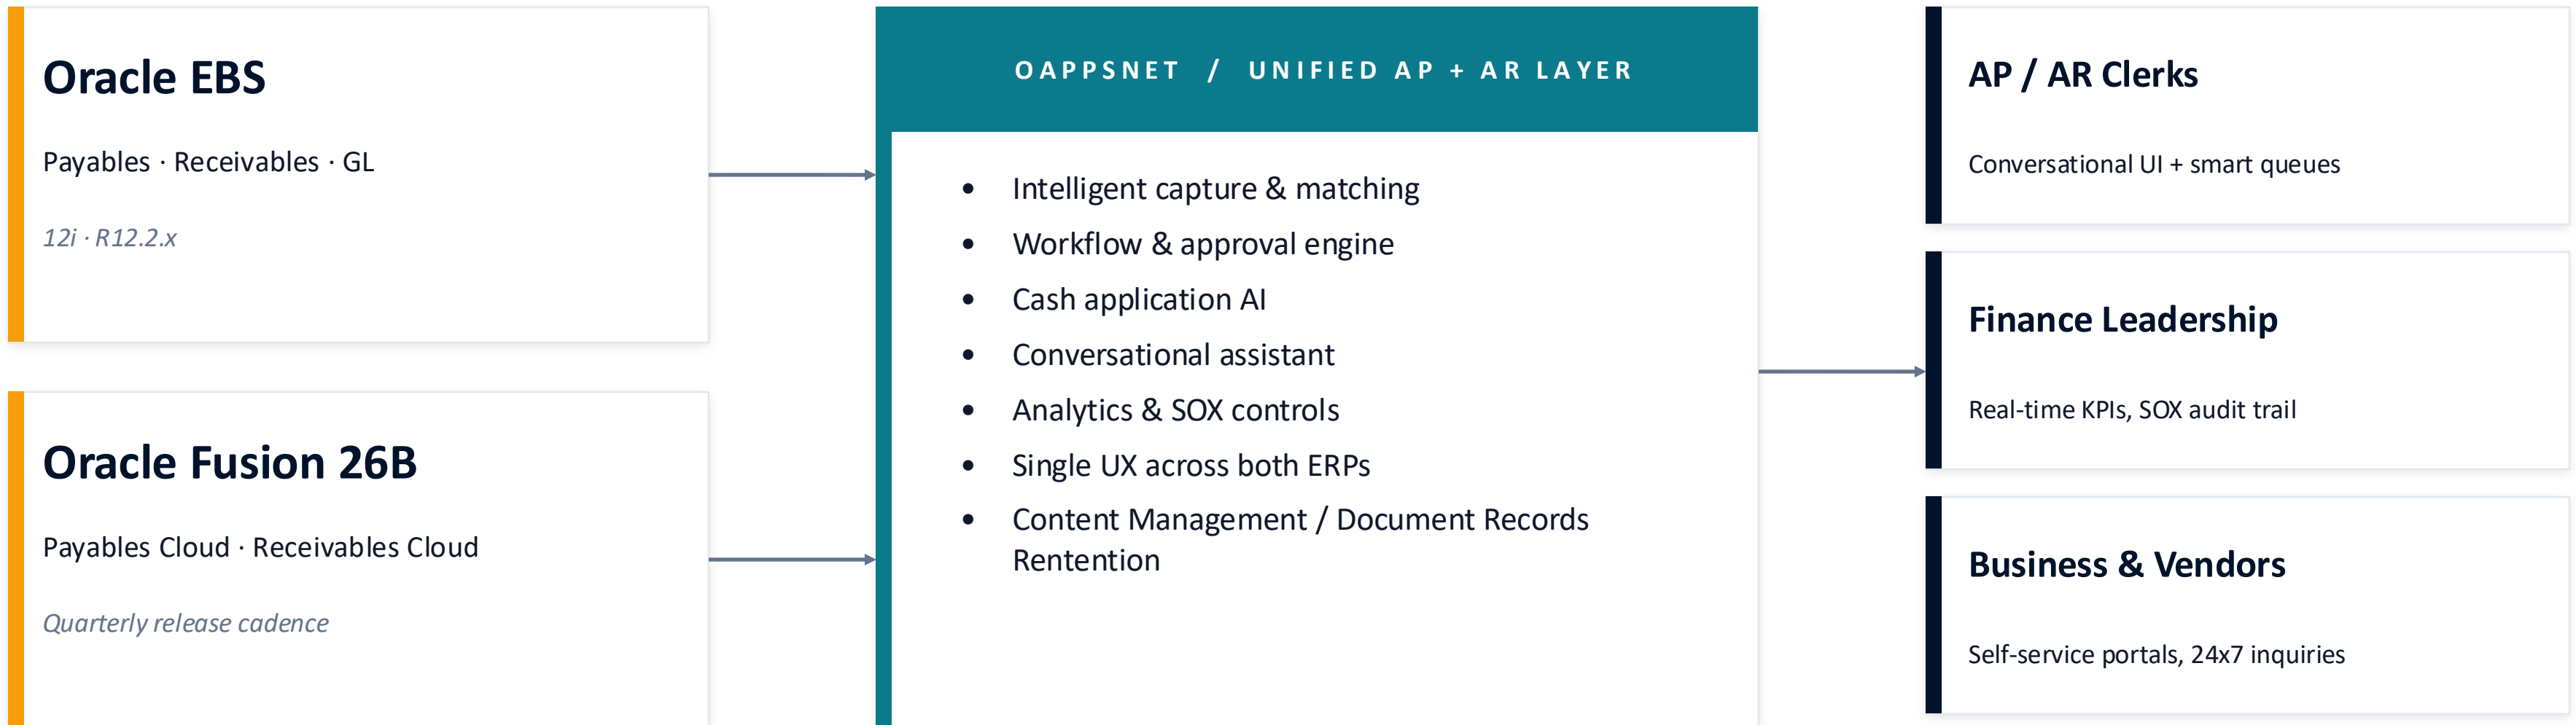 Oracle EBS
Payables · Receivables · GL
12i · R12.2.x
Oracle Fusion 26B
Payables Cloud · Receivables Cloud
Quarterly release cadence
OAPPSNET / UNIFIED AP + AR LAYER
• Intelligent capture & matching
• Workflow & approval engine
• Cash application AI
• Conversational assistant
• Analytics & SOX controls
• Single UX across both ERPs
• Content Management / Document Records
Rentention
AP / AR Clerks
Conversational UI + smart queues
Finance Leadership
Real-time KPIs, SOX audit trail
Business & Vendors
Self-service portals, 24x7 inquiries